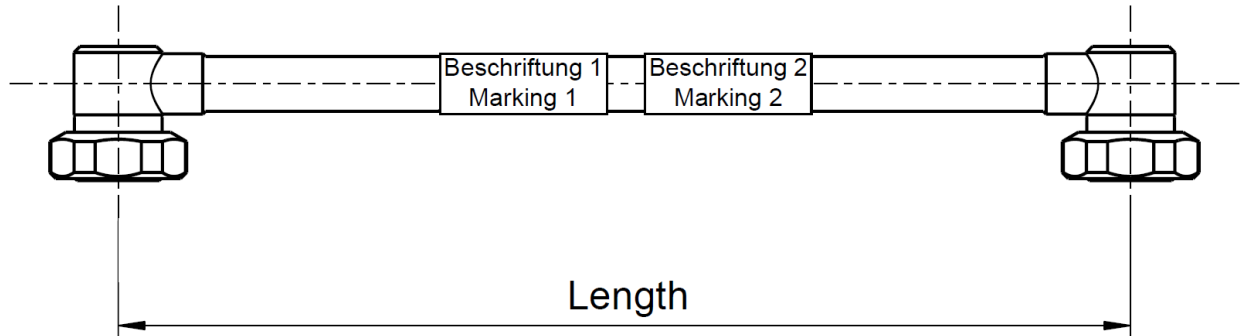 Beschriftung 1
Marking 1
Beschriftung 2
Marking 2
Length